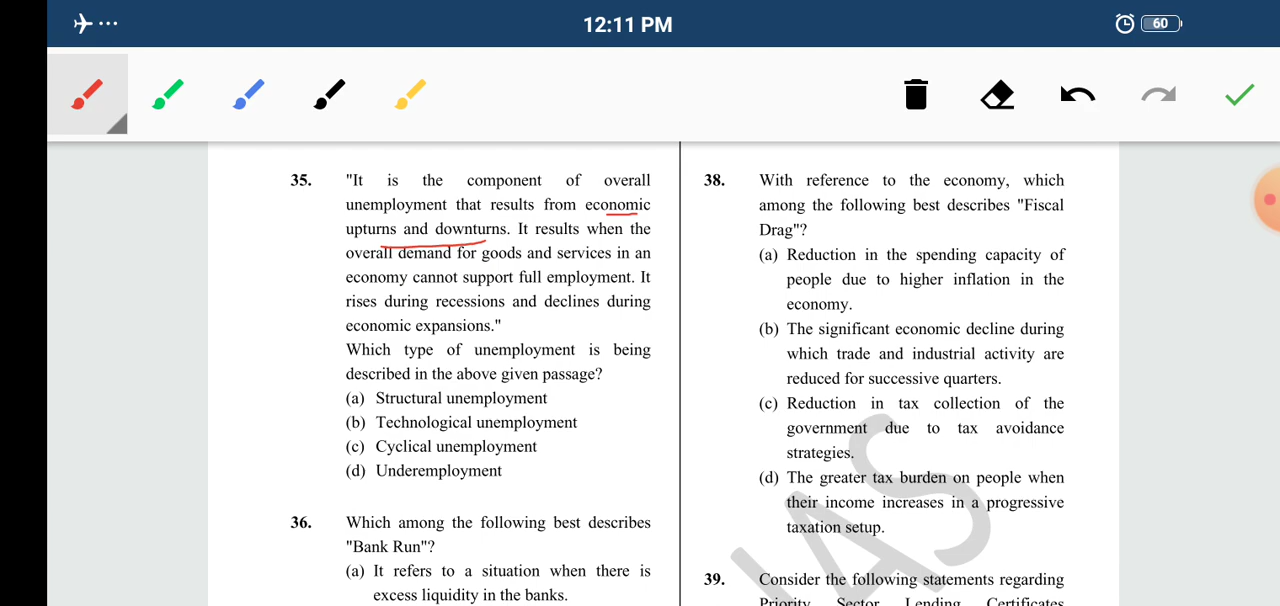 12:11 PM
60
35. "It is the component of overall
unemployment that results from economic
upturns and downturns. It results when the
overall demand for goods and services in an
economy cannot support full employment. It
rises during recessions and declines during
economic expansions."
Which type of unemployment is being
described in the above given passage?
(a) Structural unemployment
(b) Technological unemployment
(c) Cyclical unemployment
(d) Underemployment
36. Which among the following best describes
"Bank Run"?
(a) It refers to a situation when there is
excess liquidity in the banks.
38. With reference to the economy, which
among the following best describes "Fiscal
Drag"?
(a) Reduction in the spending capacity of
people due to higher inflation in the
economy.
(b) The significant economic decline during
which trade and industrial activity are
reduced for successive quarters.
(c) Reduction in tax collection of the
government due to tax avoidance
strategies.
(d) The greater tax burden on people when
their income increases in a progressive
taxation setup.
39. Consider the following statements regarding
Priority Sector Lending Certificates
IAS